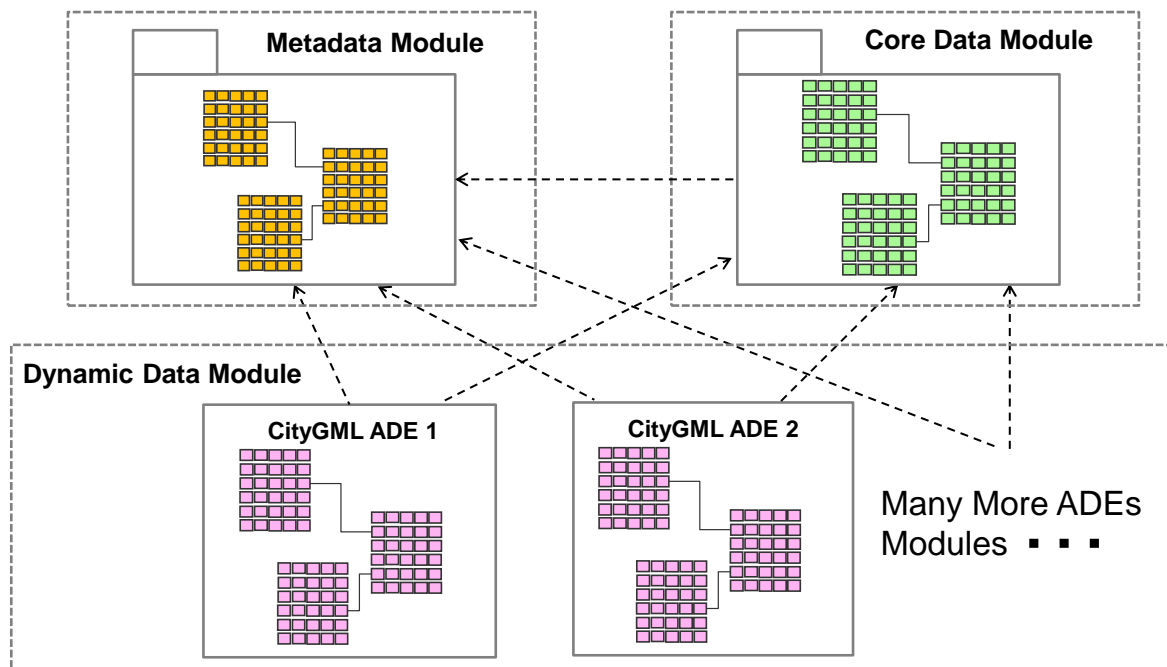 Metadata Module
Core Data Module
Dynamic Data Module
CityGML ADE 1
CityGML ADE 2
Many More ADEs
Modules ▪ ▪ ▪